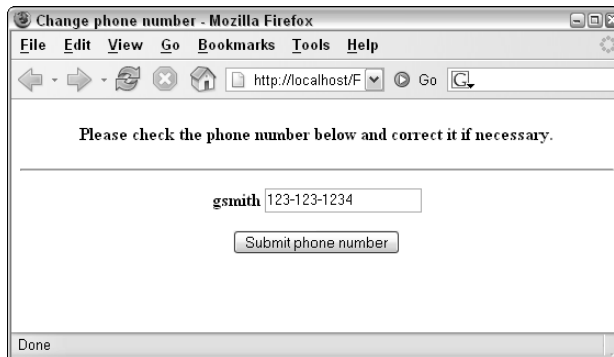 Change phone number - Mozilla Firefox
File Edit View Go Bookmarks Tools Help
http://localhost/F Go G
Please check the phone number below and correct it if necessary.
gsmith 123-123-1234
Submit phone number
Done